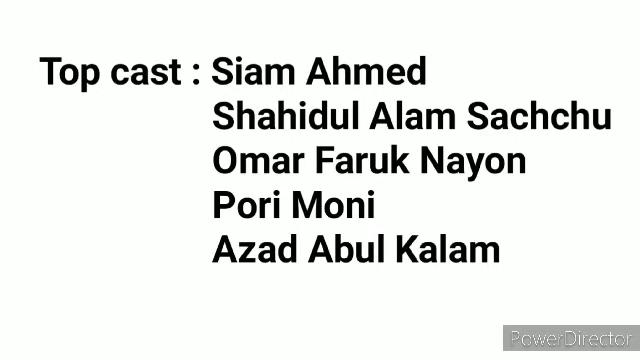 Top cast : Siam Ahmed
Shahidul Alam Sachchu
Omar Faruk Nayon
Pori Moni
Azad Abul Kalam
PowerDirector